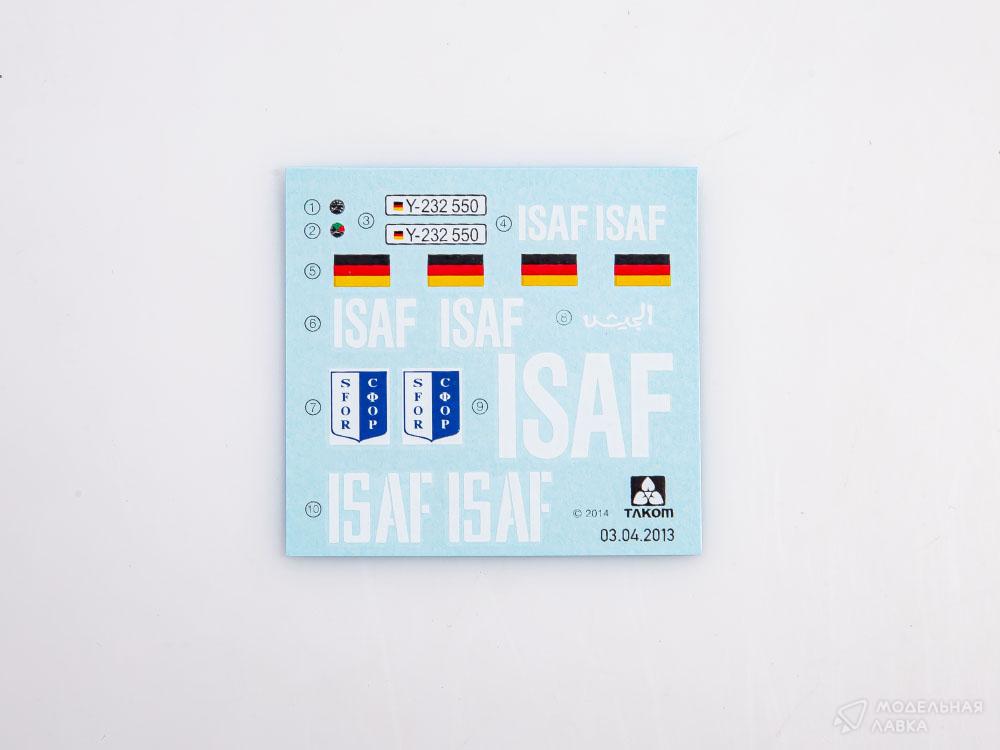 ① ③ Y-232 550 ④ ISAF ISAF
② Y-232 550
⑤
⑥ ISAF ISAF ⑧ الجيش
⑦ SFOR СФОР SFOR СФОР ⑨ ISAF
⑩ ISAF ISAF © 2014 TAKOM
03.04.2013
МОДЕЛЬНАЯ
ЛАВКА